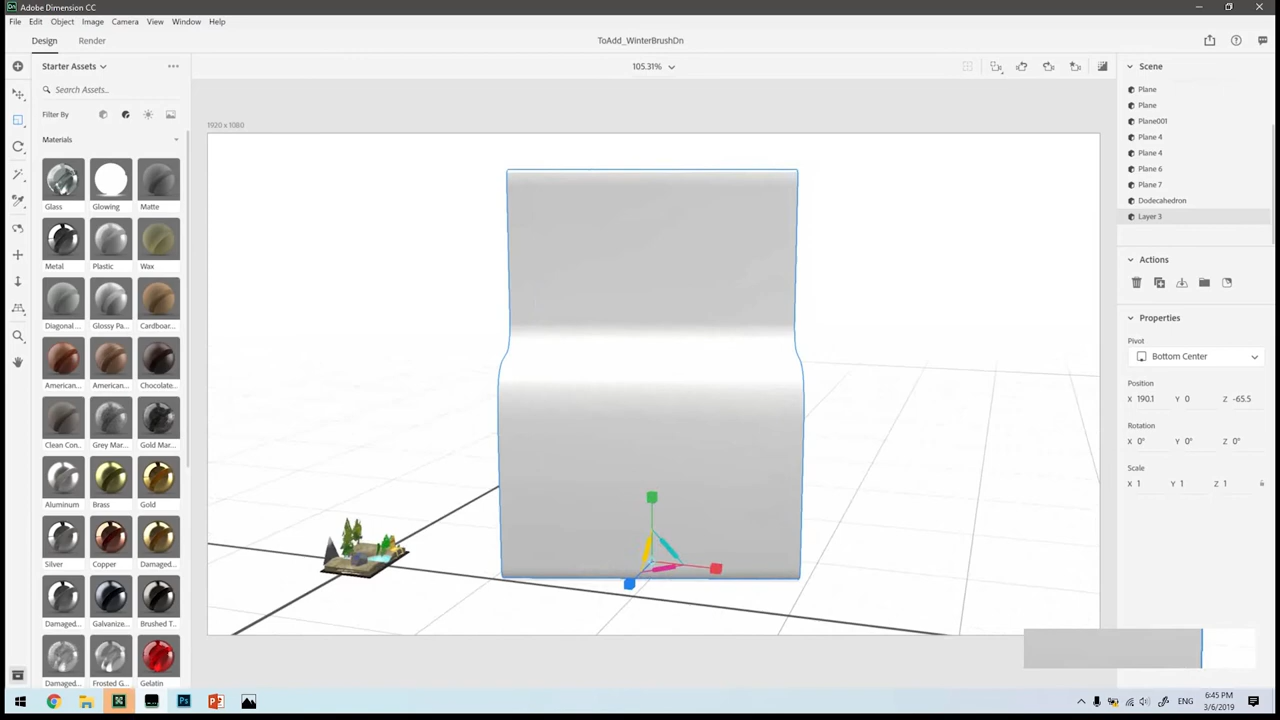 Dn Adobe Dimension CC
File Edit Object Image Camera View Window Help
Design Render ToAdd_WinterBrushDn
Starter Assets 105.31% Scene
Search Assets...
Filter By
Materials
1920 x 1080
Plane
Plane
Plane001
Plane 4
Plane 4
Plane 6
Plane 7
Dodecahedron
Layer 3
Glass Glowing Matte
Metal Plastic Wax
Diagonal ... Glossy Pa... Cardboar...
American... American... Chocolate...
Clean Con... Grey Mar... Gold Mar...
Aluminum Brass Gold
Silver Copper Damaged...
Damaged... Galvanize... Brushed T...
Damaged... Frosted G... Gelatin
Actions
Properties
Pivot
Bottom Center
Position
X 190.1 Y 0 Z -65.5
Rotation
X 0° Y 0° Z 0°
Scale
X 1 Y 1 Z 1
ENG 6:45 PM
3/6/2019